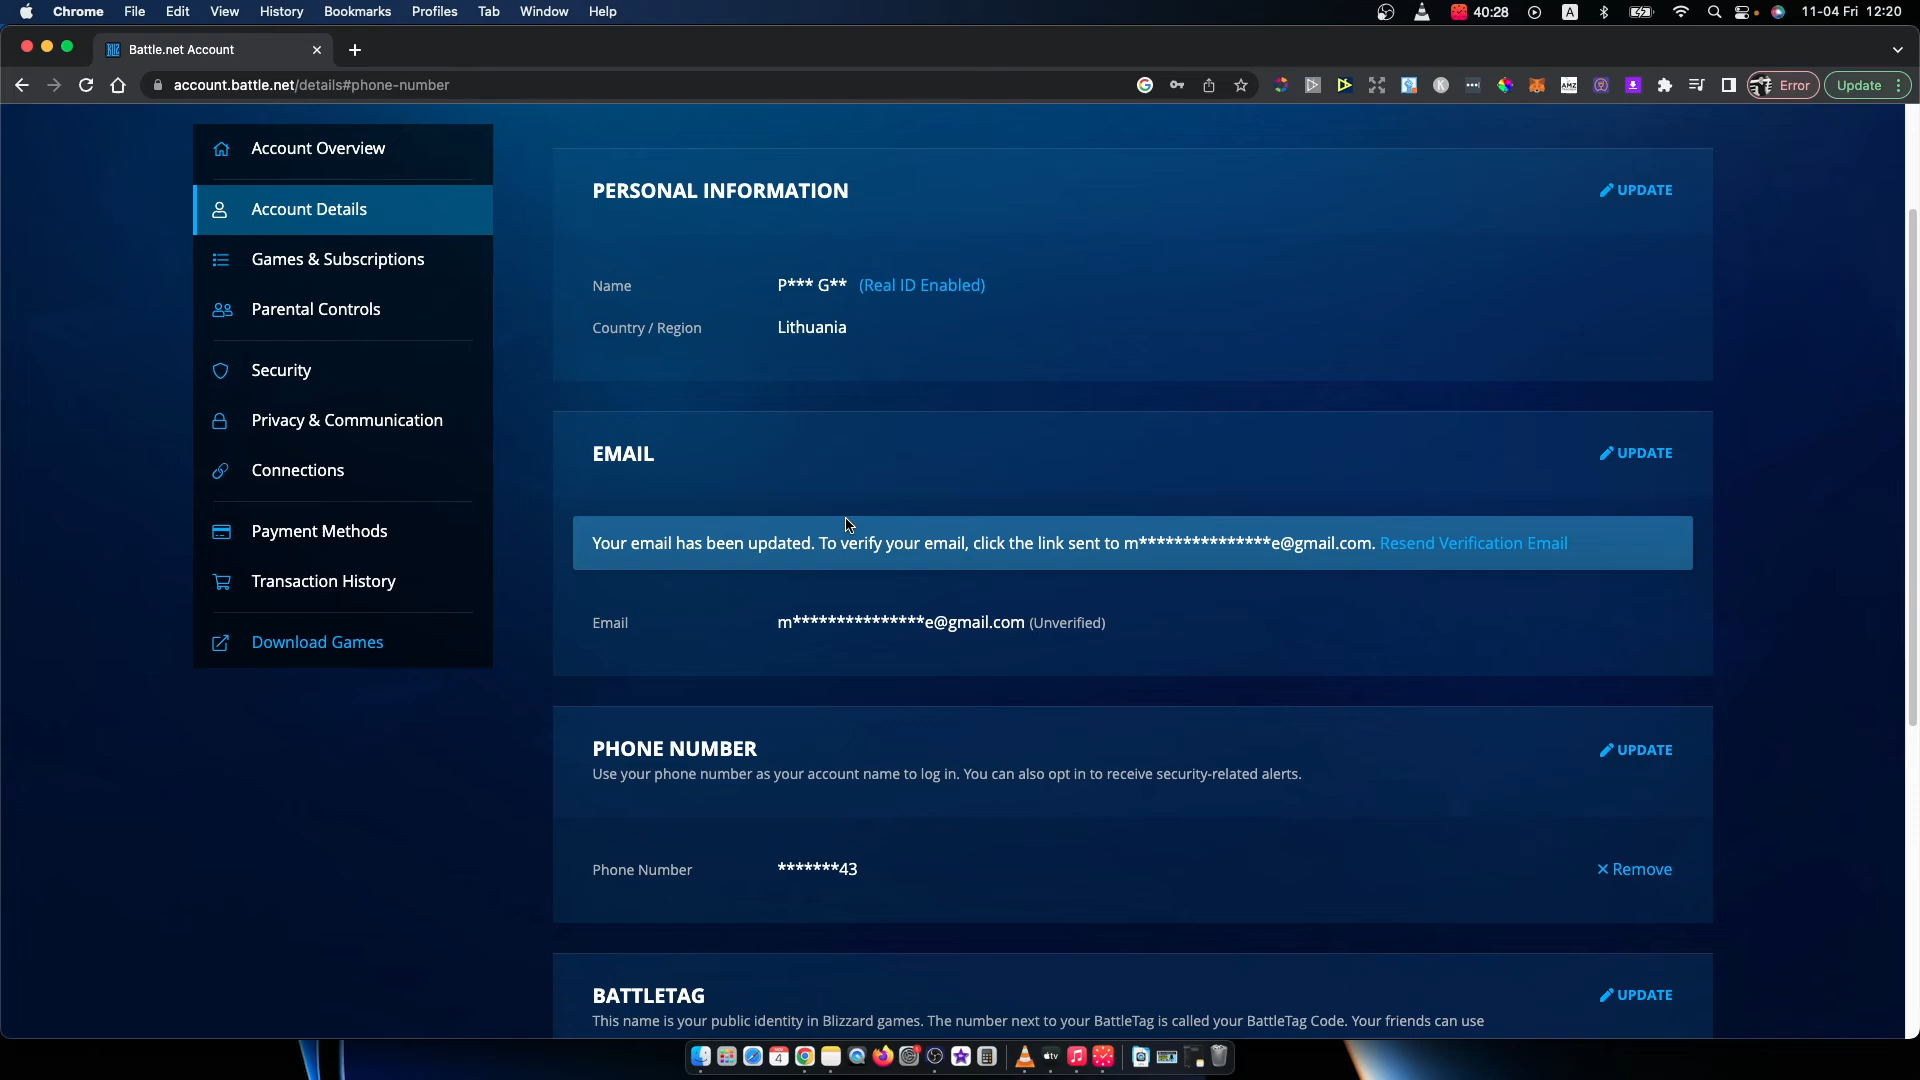 Chrome File Edit View History Bookmarks Profiles Tab Window Help 40:28 A 11-04 Fri 12:20
Battle.net Account
account.battle.net/details#phone-number
Error
Update
Account Overview
Account Details
Games & Subscriptions
Parental Controls
Security
Privacy & Communication
Connections
Payment Methods
Transaction History
Download Games
PERSONAL INFORMATION
UPDATE
Name P*** G** (Real ID Enabled)
Country / Region Lithuania
EMAIL
UPDATE
Your email has been updated. To verify your email, click the link sent to m***************e@gmail.com. Resend Verification Email
Email m***************e@gmail.com (Unverified)
PHONE NUMBER
UPDATE
Use your phone number as your account name to log in. You can also opt in to receive security-related alerts.
Phone Number *******43
Remove
BATTLETAG
UPDATE
This name is your public identity in Blizzard games. The number next to your BattleTag is called your BattleTag Code. Your friends can use